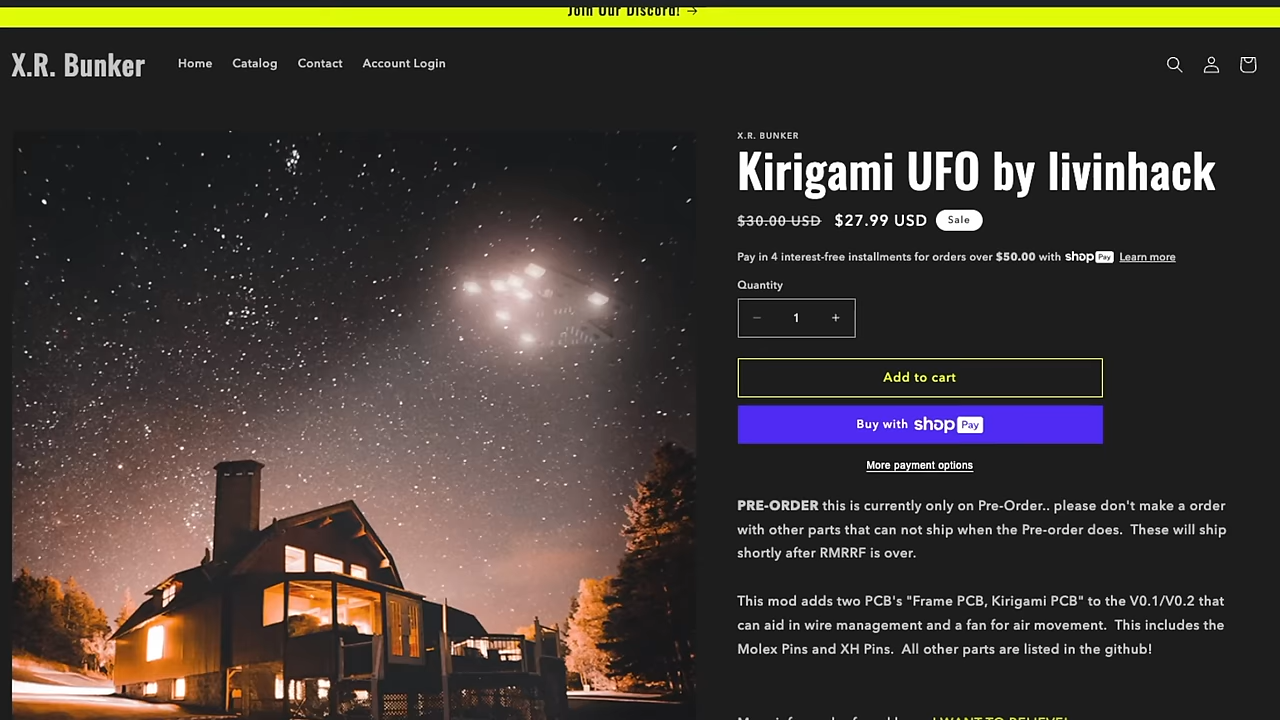 Join Our Discord! →
X.R. Bunker
Home Catalog Contact Account Login
X.R. BUNKER
Kirigami UFO by livinhack
$30.00 USD $27.99 USD Sale
Pay in 4 interest-free installments for orders over $50.00 with shop Pay Learn more
Quantity
− 1 +
Add to cart
Buy with shop Pay
More payment options
PRE-ORDER this is currently only on Pre-Order.. please don't make a order
with other parts that can not ship when the Pre-order does. These will ship
shortly after RMRRF is over.
This mod adds two PCB's "Frame PCB, Kirigami PCB" to the V0.1/V0.2 that
can aid in wire management and a fan for air movement. This includes the
Molex Pins and XH Pins. All other parts are listed in the github!
I WANT TO BELIEVE!